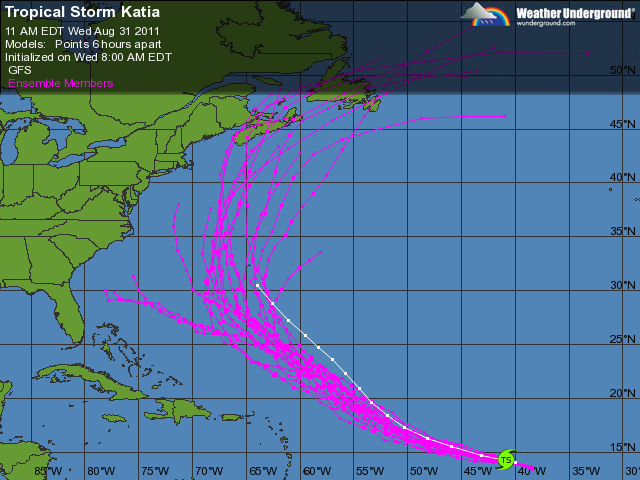 Tropical Storm Katia
11 AM EDT Wed Aug 31 2011
Models: Points 6 hours apart
Initialized on Wed 8:00 AM EDT
GFS
Ensemble Members
Weather Underground®
wunderground.com
50°N
45°N
40°N
35°N
30°N
25°N
20°N
15°N
TS
85°W 80°W 75°W 70°W 65°W 60°W 55°W 50°W 45°W 40°W 35°W 30°